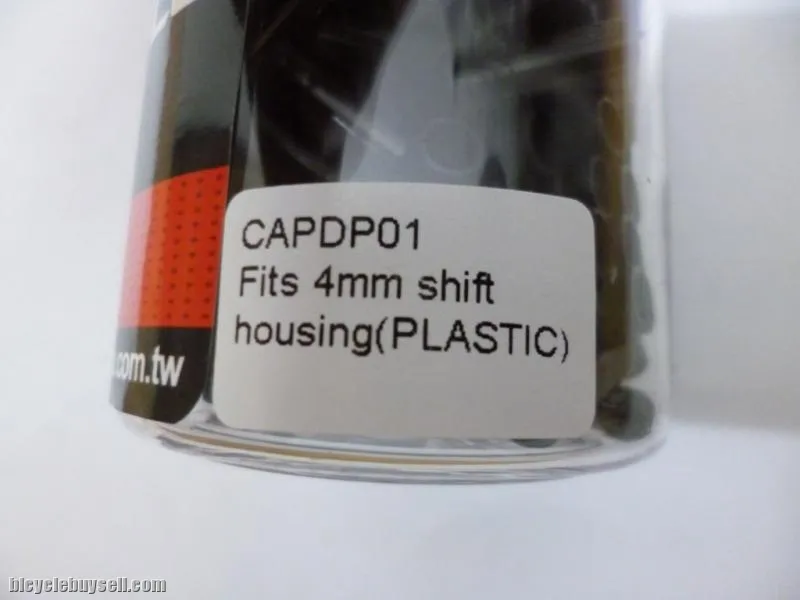 CAPDP01
Fits 4mm shift
housing(PLASTIC)
.com.tw
bicyclebuysell.com